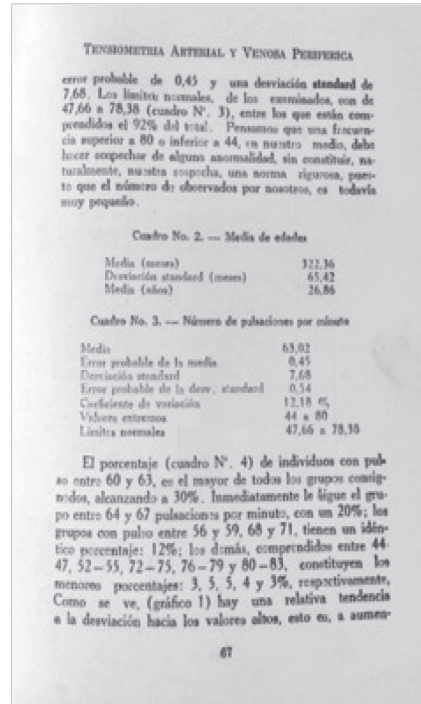 TENSIOMETRIA ARTERIAL Y VENOSA PERIFERICA
error probable de 0,45 y una desviación standard de
7,68. Los límites normales, de los examinados, son de
47,66 a 78,38 (cuadro Nº. 3), entre los que están com-
prendidos el 92% del total. Pensamos que una frecuen-
cia superior a 80 o inferior a 44, en nuestro medio, debe
hacer sospechar de alguna anormalidad, sin constituir, na-
turalmente, nuestra sospecha, una norma rigurosa, pues-
to que el número de observados por nosotros, es todavía
muy pequeño.
Cuadro No. 2. — Media de edades
Media (meses) 322,36
Desviación standard (meses) 65,42
Media (años) 26,86
Cuadro No. 3. — Número de pulsaciones por minuto
Media 63,02
Error probable de la media 0,45
Desviación standard 7,68
Error probable de la desv. standard 0,54
Coeficiente de variación 12,18 %
Valores extremos 44 a 80
Límites normales 47,66 a 78,38
El porcentaje (cuadro Nº. 4) de individuos con pul-
so entre 60 y 63, es el mayor de todos los grupos consig-
nados, alcanzando a 30%. Inmediatamente le sigue el gru-
po entre 64 y 67 pulsaciones por minuto, con un 20%; los
grupos con pulso entre 56 y 59, 68 y 71, tienen un idén-
tico porcentaje: 12%; los demás, comprendidos entre 44-
47, 52–55, 72–75, 76–79 y 80–83, constituyen los
menores porcentajes: 3, 5, 5, 4 y 3%, respectivamente.
Como se ve, (gráfico 1) hay una relativa tendencia
a la desviación hacia los valores altos, esto es, a aumen-
67